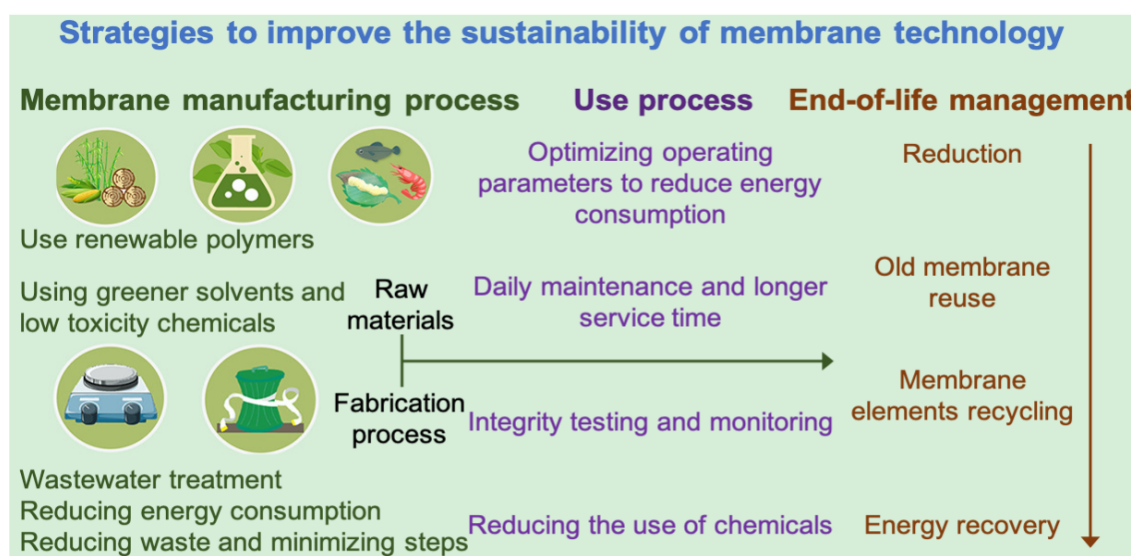 Strategies to improve the sustainability of membrane technology
Membrane manufacturing process
Use renewable polymers
Using greener solvents and
low toxicity chemicals
Raw
materials
Fabrication
process
Wastewater treatment
Reducing energy consumption
Reducing waste and minimizing steps
Use process
Optimizing operating
parameters to reduce energy
consumption
Daily maintenance and longer
service time
Integrity testing and monitoring
Reducing the use of chemicals
End-of-life management
Reduction
Old membrane
reuse
Membrane
elements recycling
Energy recovery